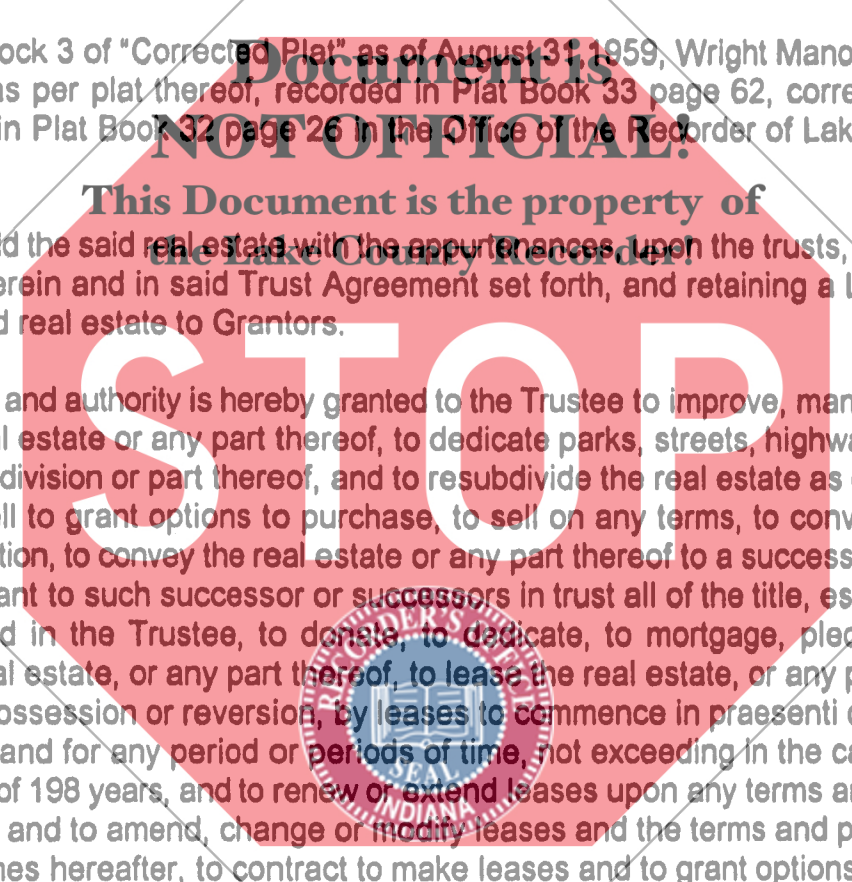 ock 3 of "Corrected Plat" as of August 31,1959, Wright Mano
Document is
as per plat thereof, recorded in Plat Book 33 page 62, corre
in Plat Book 32 page 26 in the Office of the Recorder of Lak
NOT OFFICIAL!
This Document is the property of
the Lake County Recorder!
d the said real estate with the appurtenances, upon the trusts,
erein and in said Trust Agreement set forth, and retaining a L
d real estate to Grantors.
STOP
and authority is hereby granted to the Trustee to improve, man
l estate or any part thereof, to dedicate parks, streets, highwa
division or part thereof, and to resubdivide the real estate as
ll to grant options to purchase, to sell on any terms, to conv
tion, to convey the real estate or any part thereof to a success
ant to such successor or successors in trust all of the title, es
d in the Trustee, to donate, to dedicate, to mortgage, pled
al estate, or any part thereof, to lease the real estate, or any p
ossession or reversion, by leases to commence in praesenti
and for any period or periods of time, not exceeding in the ca
of 198 years, and to renew or extend leases upon any terms a
and to amend, change or modify leases and the terms and p
mes hereafter, to contract to make leases and to grant options
RECORDER'S OFFICE
SEAL
INDIANA